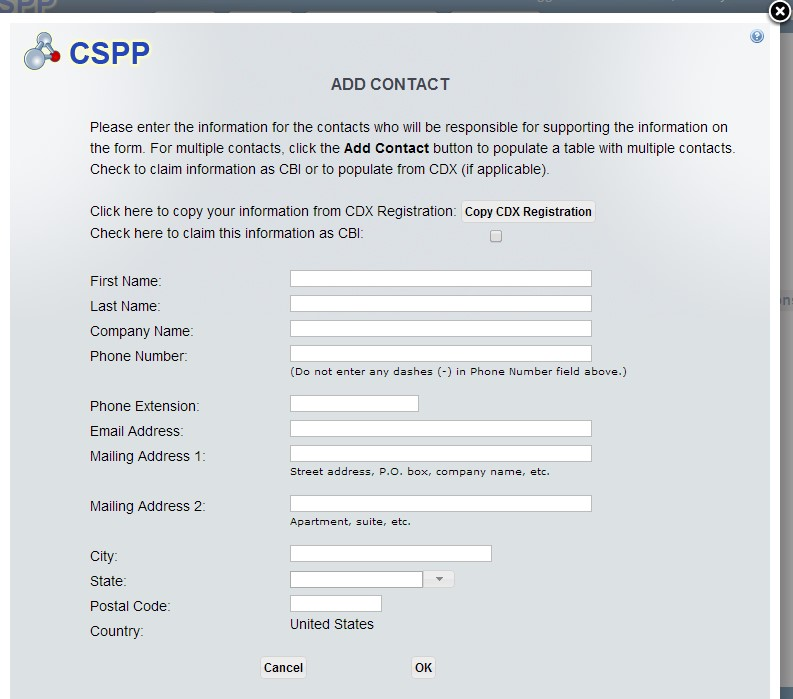 CSPP
ADD CONTACT
Please enter the information for the contacts who will be responsible for supporting the information on
the form. For multiple contacts, click the Add Contact button to populate a table with multiple contacts.
Check to claim information as CBI or to populate from CDX (if applicable).
Click here to copy your information from CDX Registration: Copy CDX Registration
Check here to claim this information as CBI:
First Name:
Last Name:
Company Name:
Phone Number:
(Do not enter any dashes (-) in Phone Number field above.)
Phone Extension:
Email Address:
Mailing Address 1:
Street address, P.O. box, company name, etc.
Mailing Address 2:
Apartment, suite, etc.
City:
State:
Postal Code:
Country: United States
Cancel OK